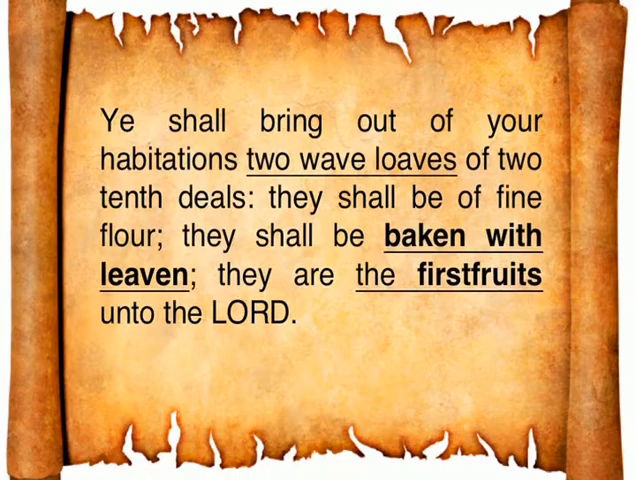 Ye shall bring out of your
habitations two wave loaves of two
tenth deals: they shall be of fine
flour; they shall be baken with
leaven; they are the firstfruits
unto the LORD.